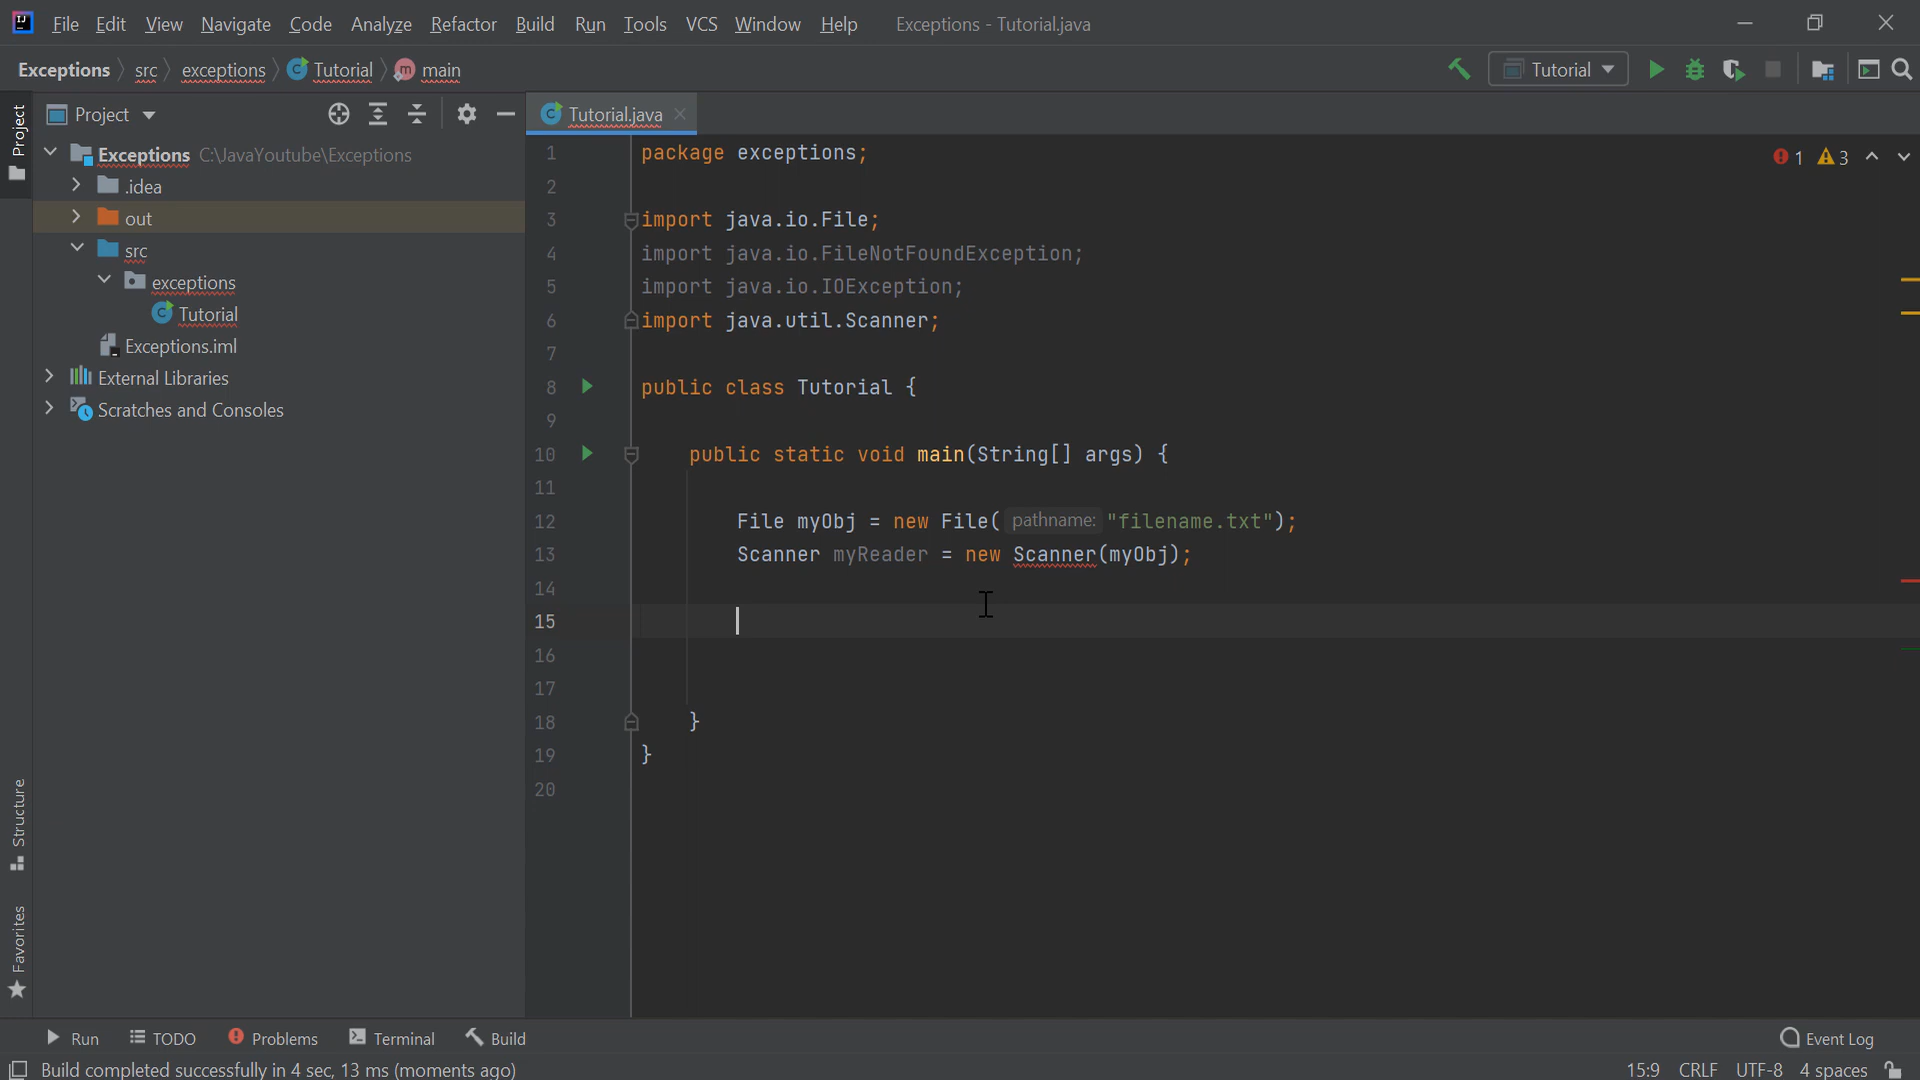 File Edit View Navigate Code Analyze Refactor Build Run Tools VCS Window Help Exceptions - Tutorial.java
Exceptions src exceptions Tutorial main Tutorial
Project
Project Tutorial.java
Exceptions C:\JavaYoutube\Exceptions
.idea
out
src
exceptions
Tutorial
Exceptions.iml
External Libraries
Scratches and Consoles
1 package exceptions; 1 3
2
3 import java.io.File;
4 import java.io.FileNotFoundException;
5 import java.io.IOException;
6 import java.util.Scanner;
7
8 public class Tutorial {
9
10 public static void main(String[] args) {
11
12 File myObj = new File( pathname: "filename.txt");
13 Scanner myReader = new Scanner(myObj);
14
15
16
17
18 }
19 }
20
Structure
Favorites
Run TODO Problems Terminal Build Event Log
Build completed successfully in 4 sec, 13 ms (moments ago) 15:9 CRLF UTF-8 4 spaces